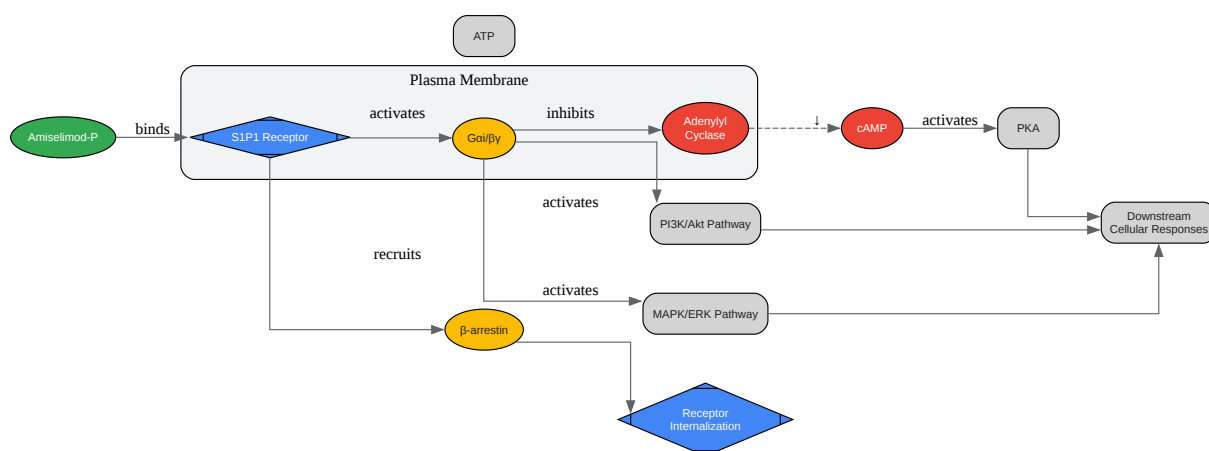 ATP
Plasma Membrane
Amiselimod-P
binds
S1P1 Receptor
activates
Gαi/βγ
inhibits
Adenylyl
Cyclase
↓
cAMP
activates
PKA
activates
PI3K/Akt Pathway
Downstream
Cellular Responses
recruits
activates
MAPK/ERK Pathway
β-arrestin
Receptor
Internalization